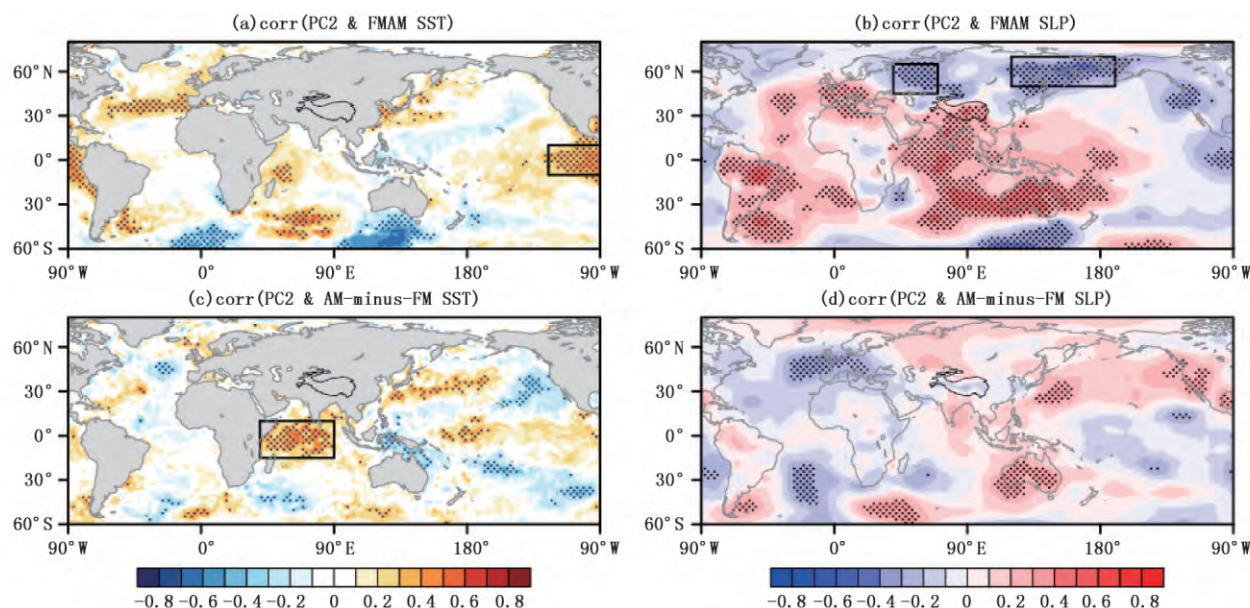 (a)corr(PC2 & FMAM SST)
60°N
30°N
0°
30°S
60°S
90°W 0° 90°E 180° 90°W
(b)corr(PC2 & FMAM SLP)
60°N
30°N
0°
30°S
60°S
90°W 0° 90°E 180° 90°W
(c)corr(PC2 & AM-minus-FM SST)
60°N
30°N
0°
30°S
60°S
90°W 0° 90°E 180° 90°W
(d)corr(PC2 & AM-minus-FM SLP)
60°N
30°N
0°
30°S
60°S
90°W 0° 90°E 180° 90°W
-0.8 -0.6 -0.4 -0.2 0 0.2 0.4 0.6 0.8
-0.8 -0.6 -0.4 -0.2 0 0.2 0.4 0.6 0.8